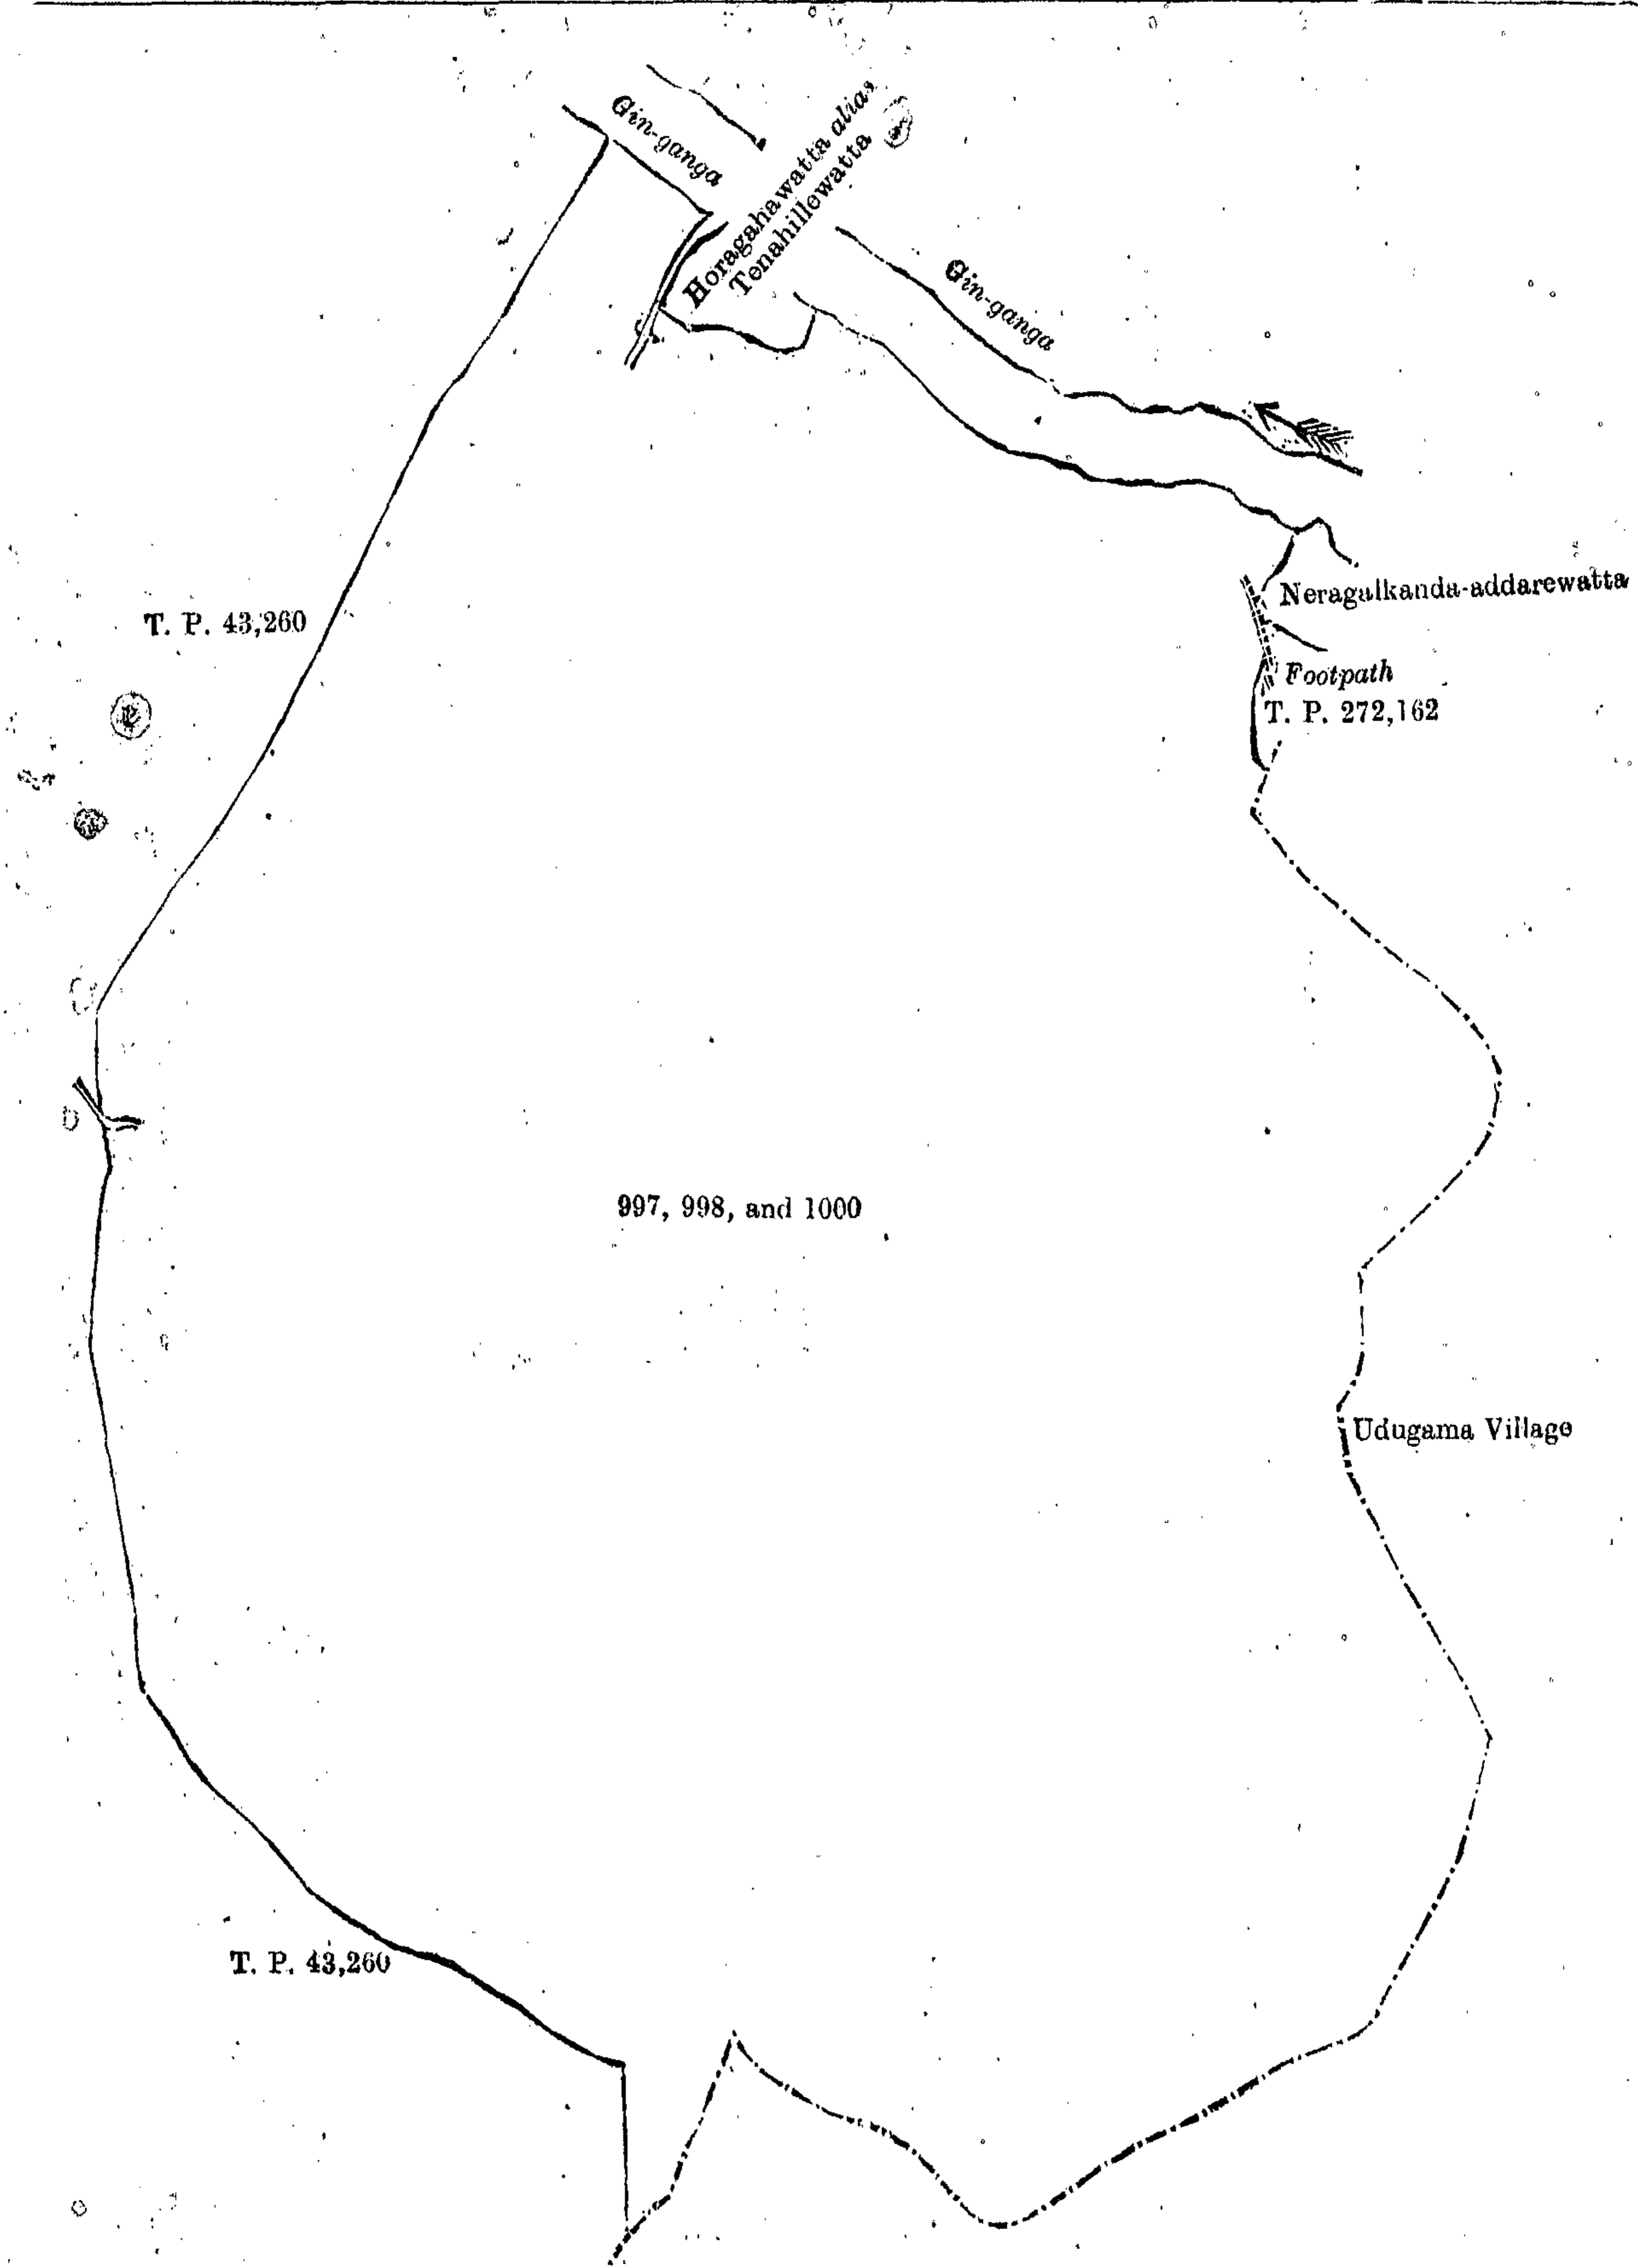 Gin-ganga
Horagahawatta alias
Tenahillewatta
Gin-ganga
Neragalkanda-addarewatta
Footpath
T. P. 272,162
T. P. 43,260
997, 998, and 1000
Udugama Village
T. P. 43,260